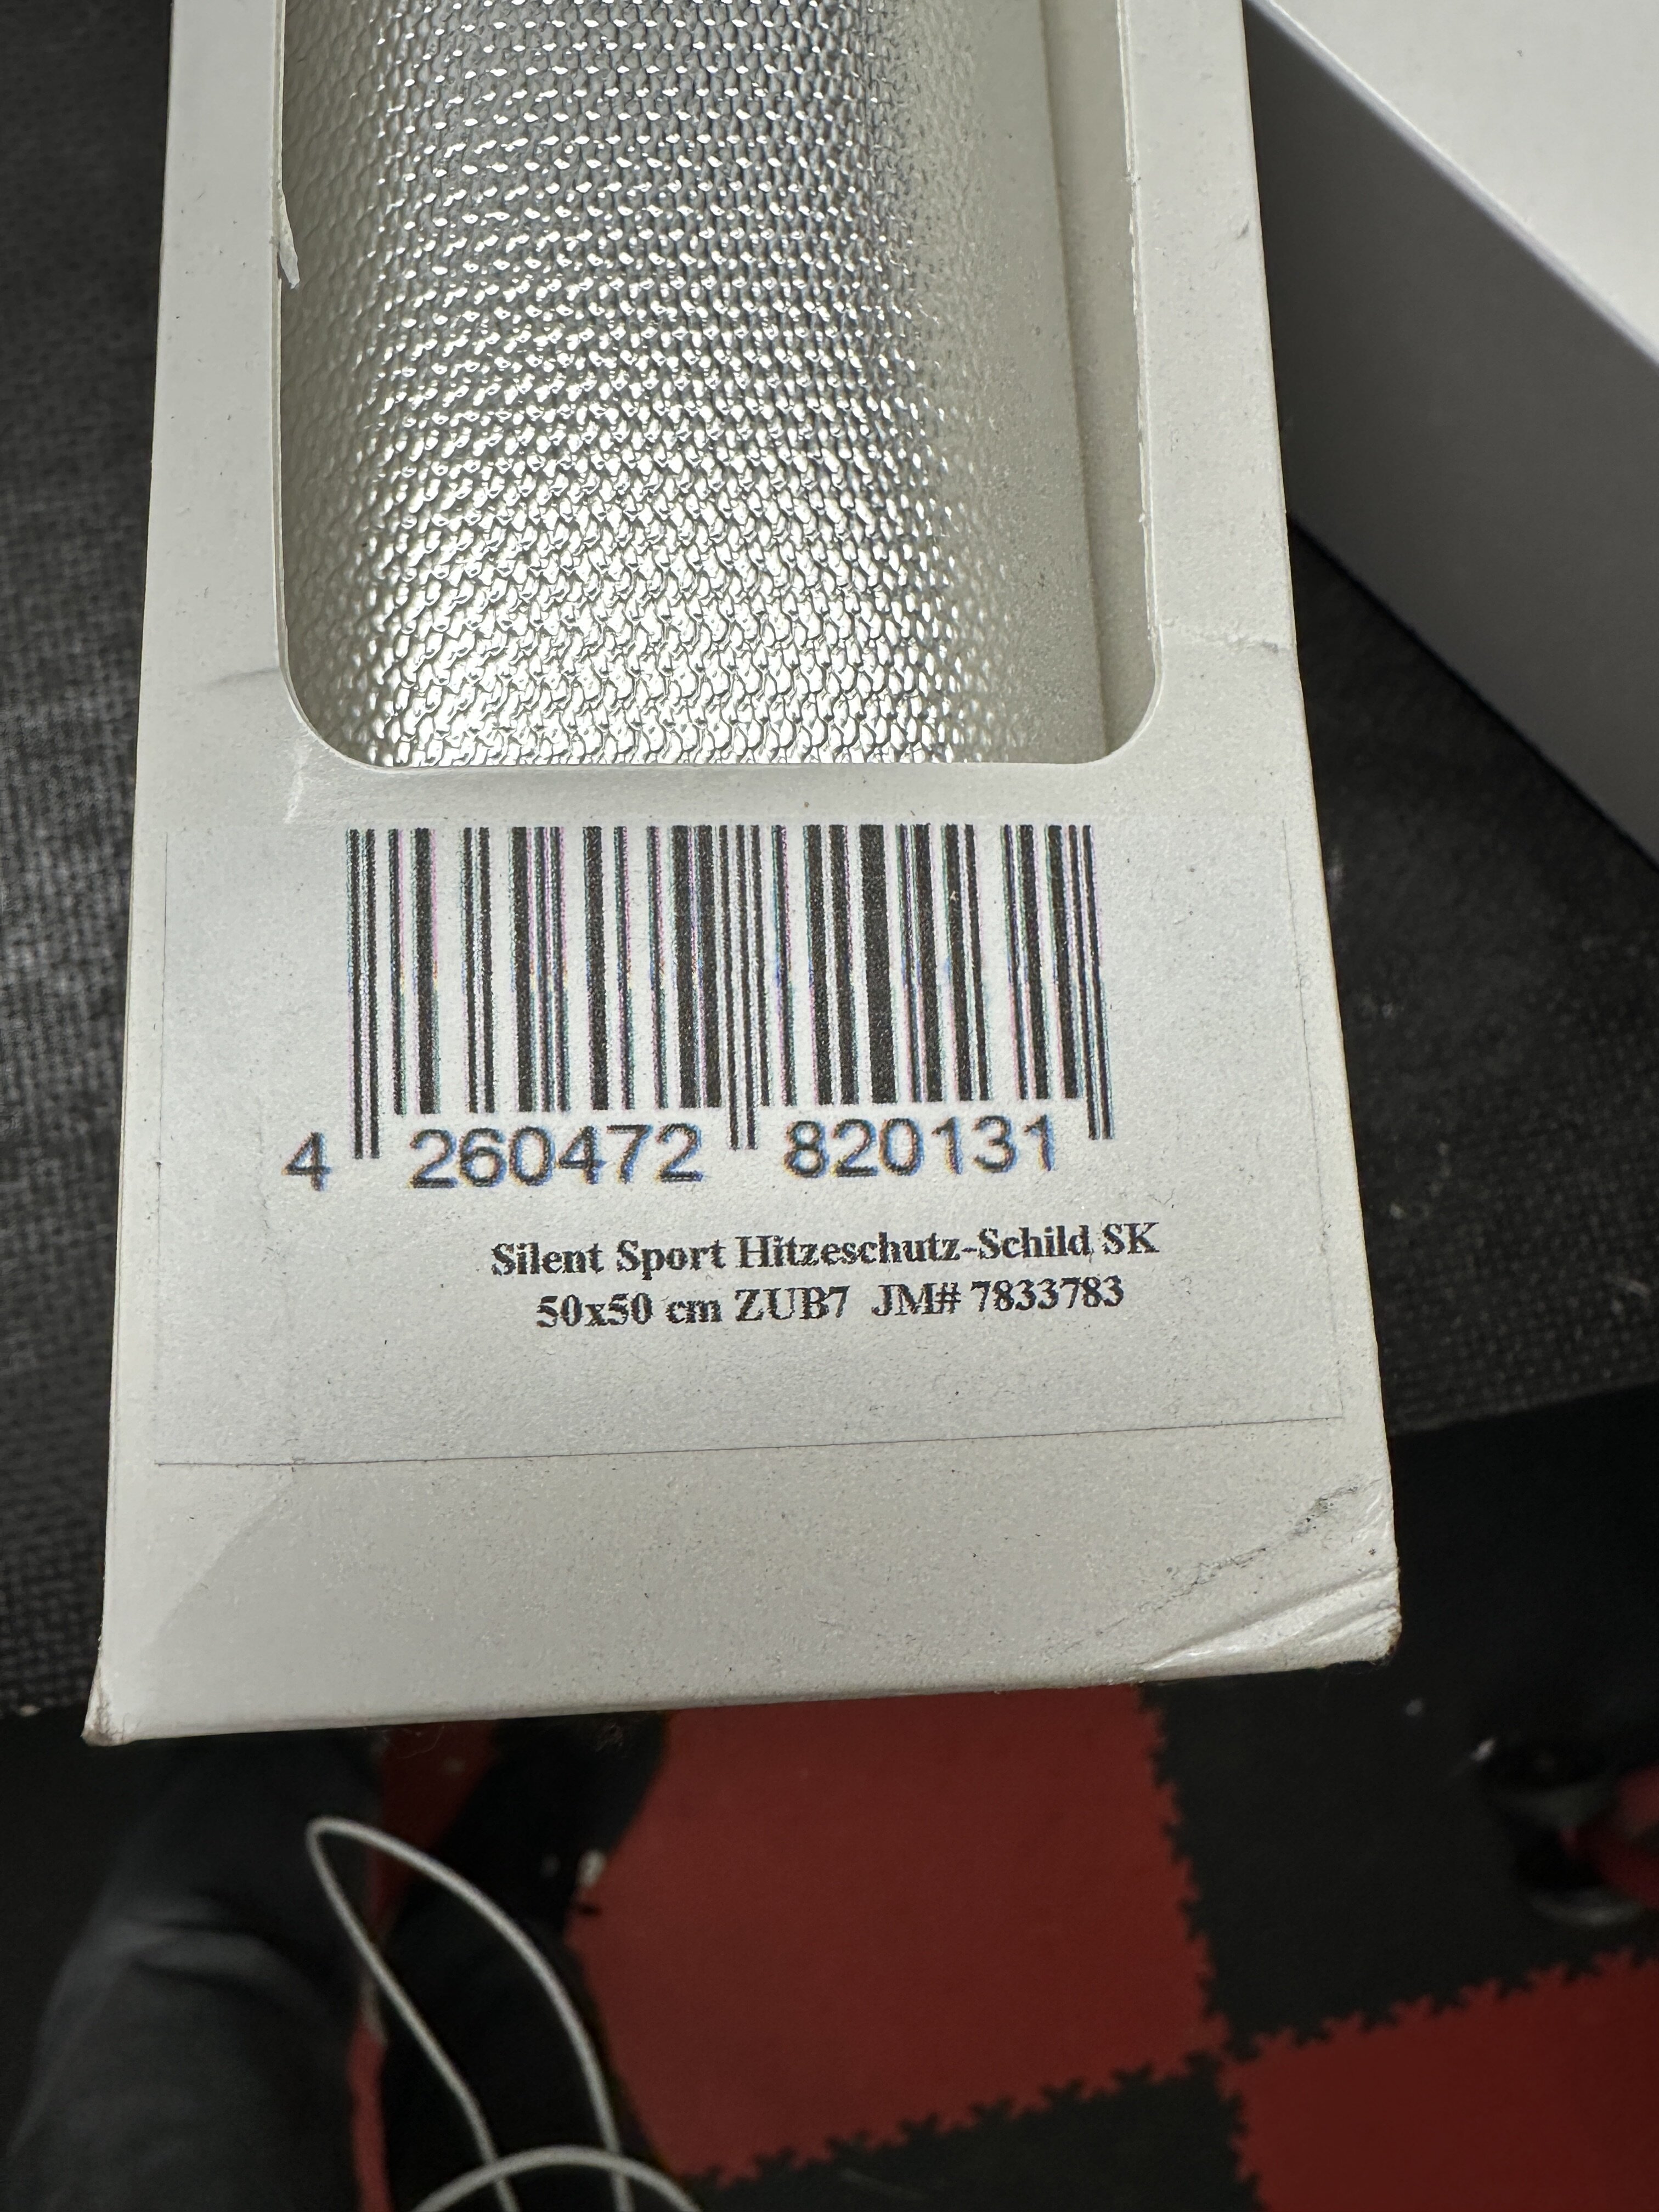 4 260472 820131
Silent Sport Hitzeschutz-Schild SK
50x50 cm ZUB7 JM# 7833783